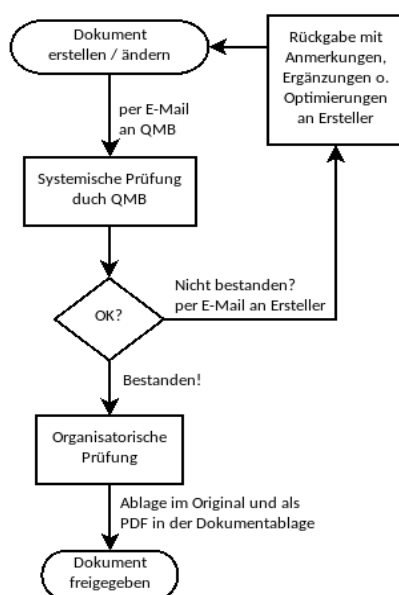 Dokument
erstellen / ändern
Rückgabe mit
Anmerkungen,
Ergänzungen o.
Optimierungen
an Ersteller
per E-Mail
an QMB
Systemische Prüfung
duch QMB
OK?
Nicht bestanden?
per E-Mail an Ersteller
Bestanden!
Organisatorische
Prüfung
Ablage im Original und als
PDF in der Dokumentablage
Dokument
freigegeben